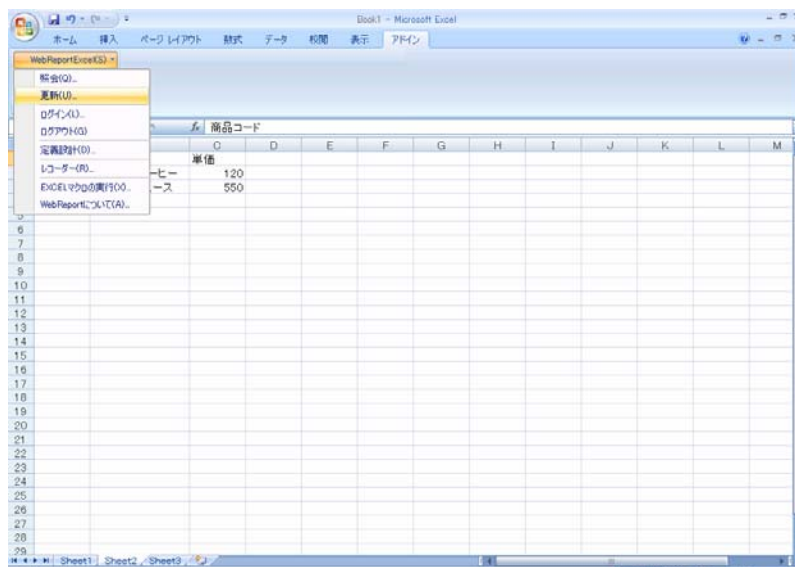 Book1 - Microsoft Excel
ホーム 挿入 ページ レイアウト 数式 データ 校閲 表示 アドイン
WebReportExcel(S)
照会(Q)...
更新(U)...
ログイン(L)...
ログアウト(G)
定義設計(D)...
レコーダー(R)...
EXCELマクロの実行(X)...
WebReportについて(A)...
fx 商品コード
C D E F G H I J K L M
単価
ーヒー 120
ース 550
5
6
7
8
9
10
11
12
13
14
15
16
17
18
19
20
21
22
23
24
25
26
27
28
29
Sheet1 Sheet2 Sheet3